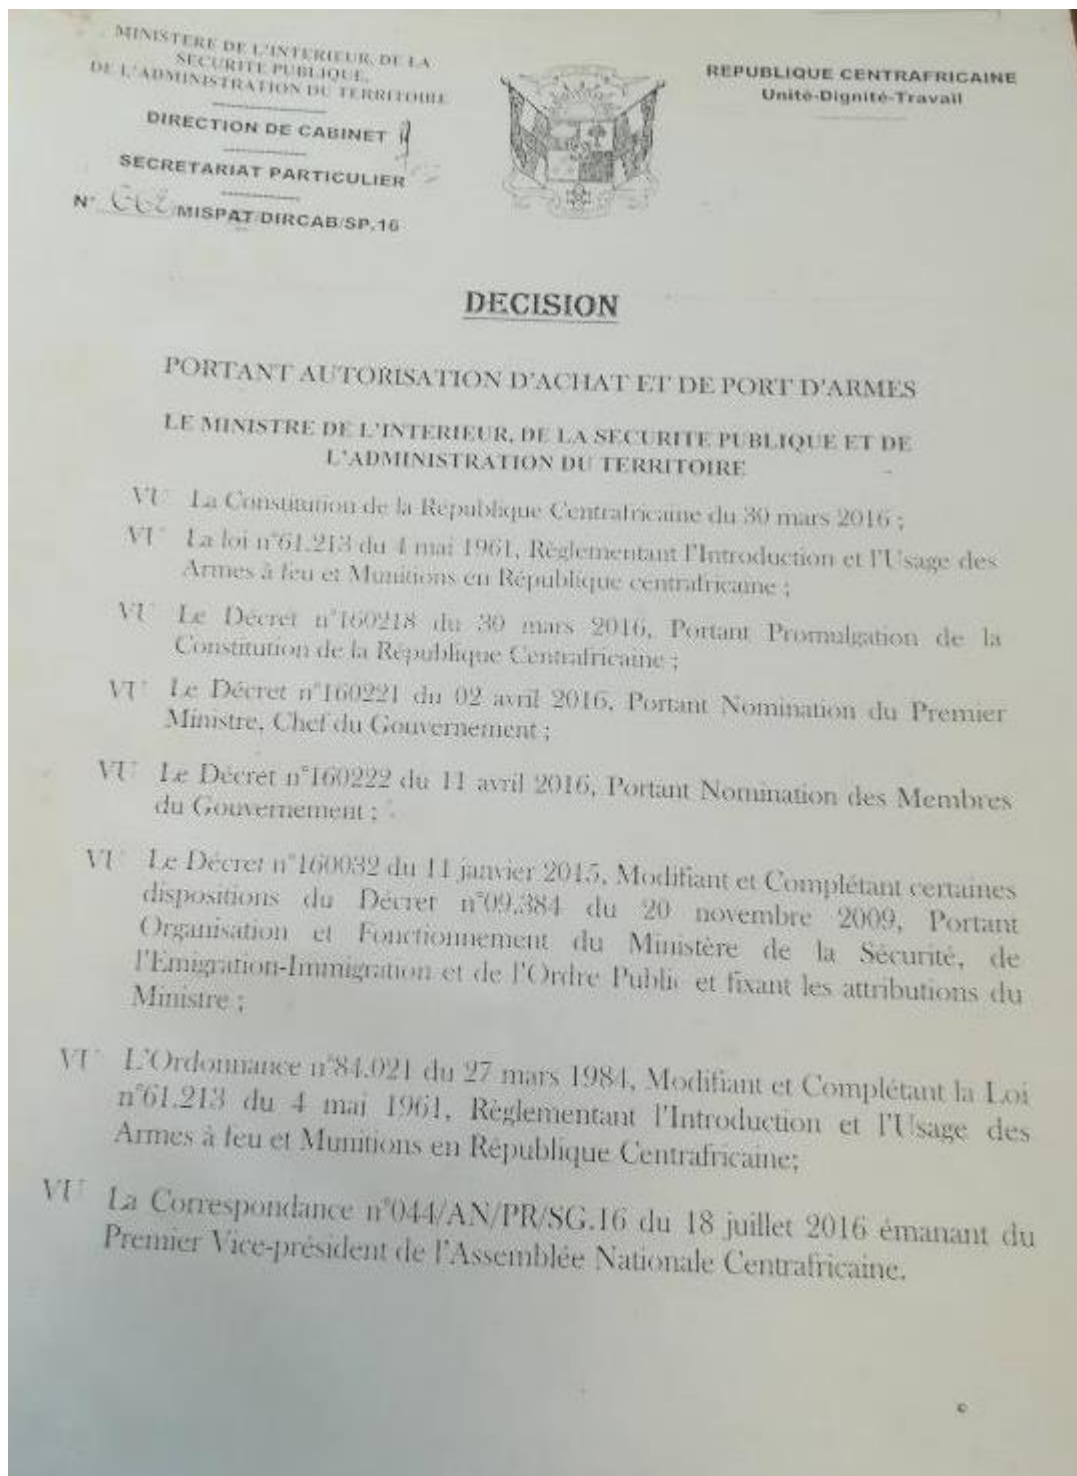 MINISTERE DE L'INTERIEUR, DE LA
SECURITE PUBLIQUE,
DE L'ADMINISTRATION DU TERRITOIRE
DIRECTION DE CABINET
SECRETARIAT PARTICULIER
N° /MISPAT/DIRCAB/SP.16
REPUBLIQUE CENTRAFRICAINE
Unité-Dignité-Travail
DECISION
PORTANT AUTORISATION D'ACHAT ET DE PORT D'ARMES
LE MINISTRE DE L'INTERIEUR, DE LA SECURITE PUBLIQUE ET DE
L'ADMINISTRATION DU TERRITOIRE
VU La Constitution de la République Centrafricaine du 30 mars 2016 ;
VU La loi n°61.213 du 4 mai 1961, Règlementant l'Introduction et l'Usage des
Armes à feu et Munitions en République centrafricaine ;
VU Le Décret n°160218 du 30 mars 2016, Portant Promulgation de la
Constitution de la République Centrafricaine ;
VU Le Décret n°160221 du 02 avril 2016, Portant Nomination du Premier
Ministre, Chef du Gouvernement ;
VU Le Décret n°160222 du 11 avril 2016, Portant Nomination des Membres
du Gouvernement ;
VU Le Décret n°160032 du 11 janvier 2015, Modifiant et Complétant certaines
dispositions du Décret n°09.384 du 20 novembre 2009, Portant
Organisation et Fonctionnement du Ministère de la Sécurité, de
l'Emigration-Immigration et de l'Ordre Public et fixant les attributions du
Ministre ;
VU L'Ordonnance n°84.021 du 27 mars 1984, Modifiant et Complétant la Loi
n°61.213 du 4 mai 1961, Règlementant l'Introduction et l'Usage des
Armes à feu et Munitions en République Centrafricaine;
VU La Correspondance n°044/AN/PR/SG.16 du 18 juillet 2016 émanant du
Premier Vice-président de l'Assemblée Nationale Centrafricaine.